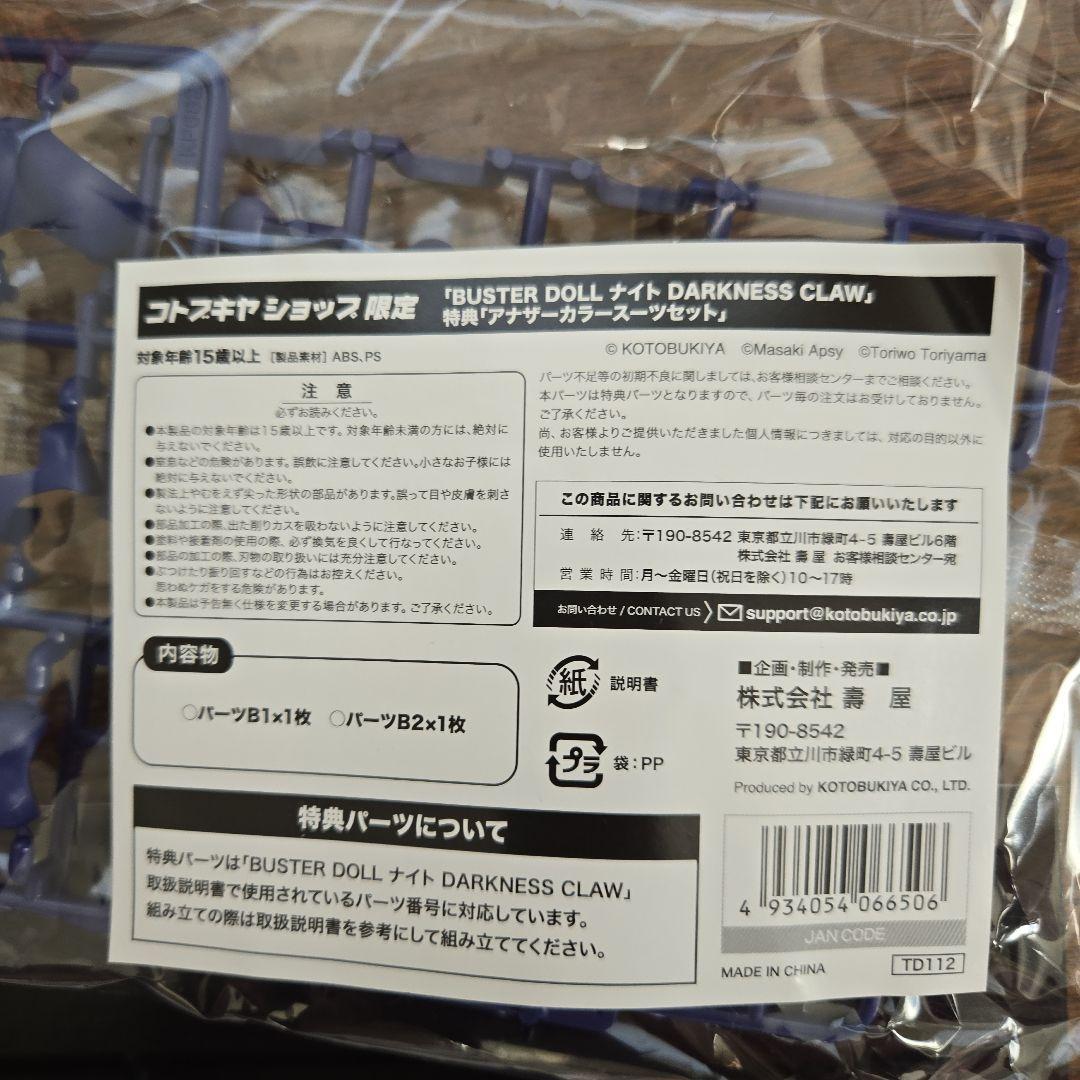 コトブキヤショップ限定
「BUSTER DOLL ナイト DARKNESS CLAW」
特典「アナザーカラースーツセット」
対象年齢15歳以上 [製品素材] ABS、PS
© KOTOBUKIYA ©Masaki Apsy ©Toriwo Toriyama
注 意
必ずお読みください。
●本製品の対象年齢は15歳以上です。対象年齢未満の方には、絶対に
与えないでください。
●窒息などの危険があります。誤飲に注意してください。小さなお子様には
絶対に与えないでください。
●製法上やむをえず尖った形状の部品があります。誤って目や皮膚を刺さ
ないように注意してください。
●部品加工の際、出た削りカスを吸わないように注意してください。
●塗料や接着剤の使用の際、必ず換気を良くして行なってください。
●部品の加工の際、刃物の取り扱いには充分注意してください。
●ぶつけたり振り回すなどの行為はお控えください。
思わぬケガをする危険があります。
●本製品は予告無く仕様を変更する場合があります。ご了承ください。
パーツ不足等の初期不良に関しましては、お客様相談センターまでご相談ください。
本パーツは特典パーツとなりますので、パーツ毎の注文はお受けしておりません。
ご了承ください。
尚、お客様よりご提供いただきました個人情報につきましては、対応の目的以外に
使用いたしません。
この商品に関するお問い合わせは下記にお願いいたします
連 絡 先:〒190-8542 東京都立川市緑町4-5 壽屋ビル6階
株式会社 壽 屋 お客様相談センター宛
営 業 時 間:月〜金曜日(祝日を除く)10〜17時
お問い合わせ / CONTACT US support@kotobukiya.co.jp
内容物
○パーツB1×1枚 ○パーツB2×1枚
紙 説明書
プラ 袋:PP
■企画・制作・発売■
株式会社 壽 屋
〒190-8542
東京都立川市緑町4-5 壽屋ビル
Produced by KOTOBUKIYA CO., LTD.
特典パーツについて
特典パーツは「BUSTER DOLL ナイト DARKNESS CLAW」
取扱説明書で使用されているパーツ番号に対応しています。
組み立ての際は取扱説明書を参考にして組み立ててください。
4 934054 066506
JAN CODE
MADE IN CHINA
TD112